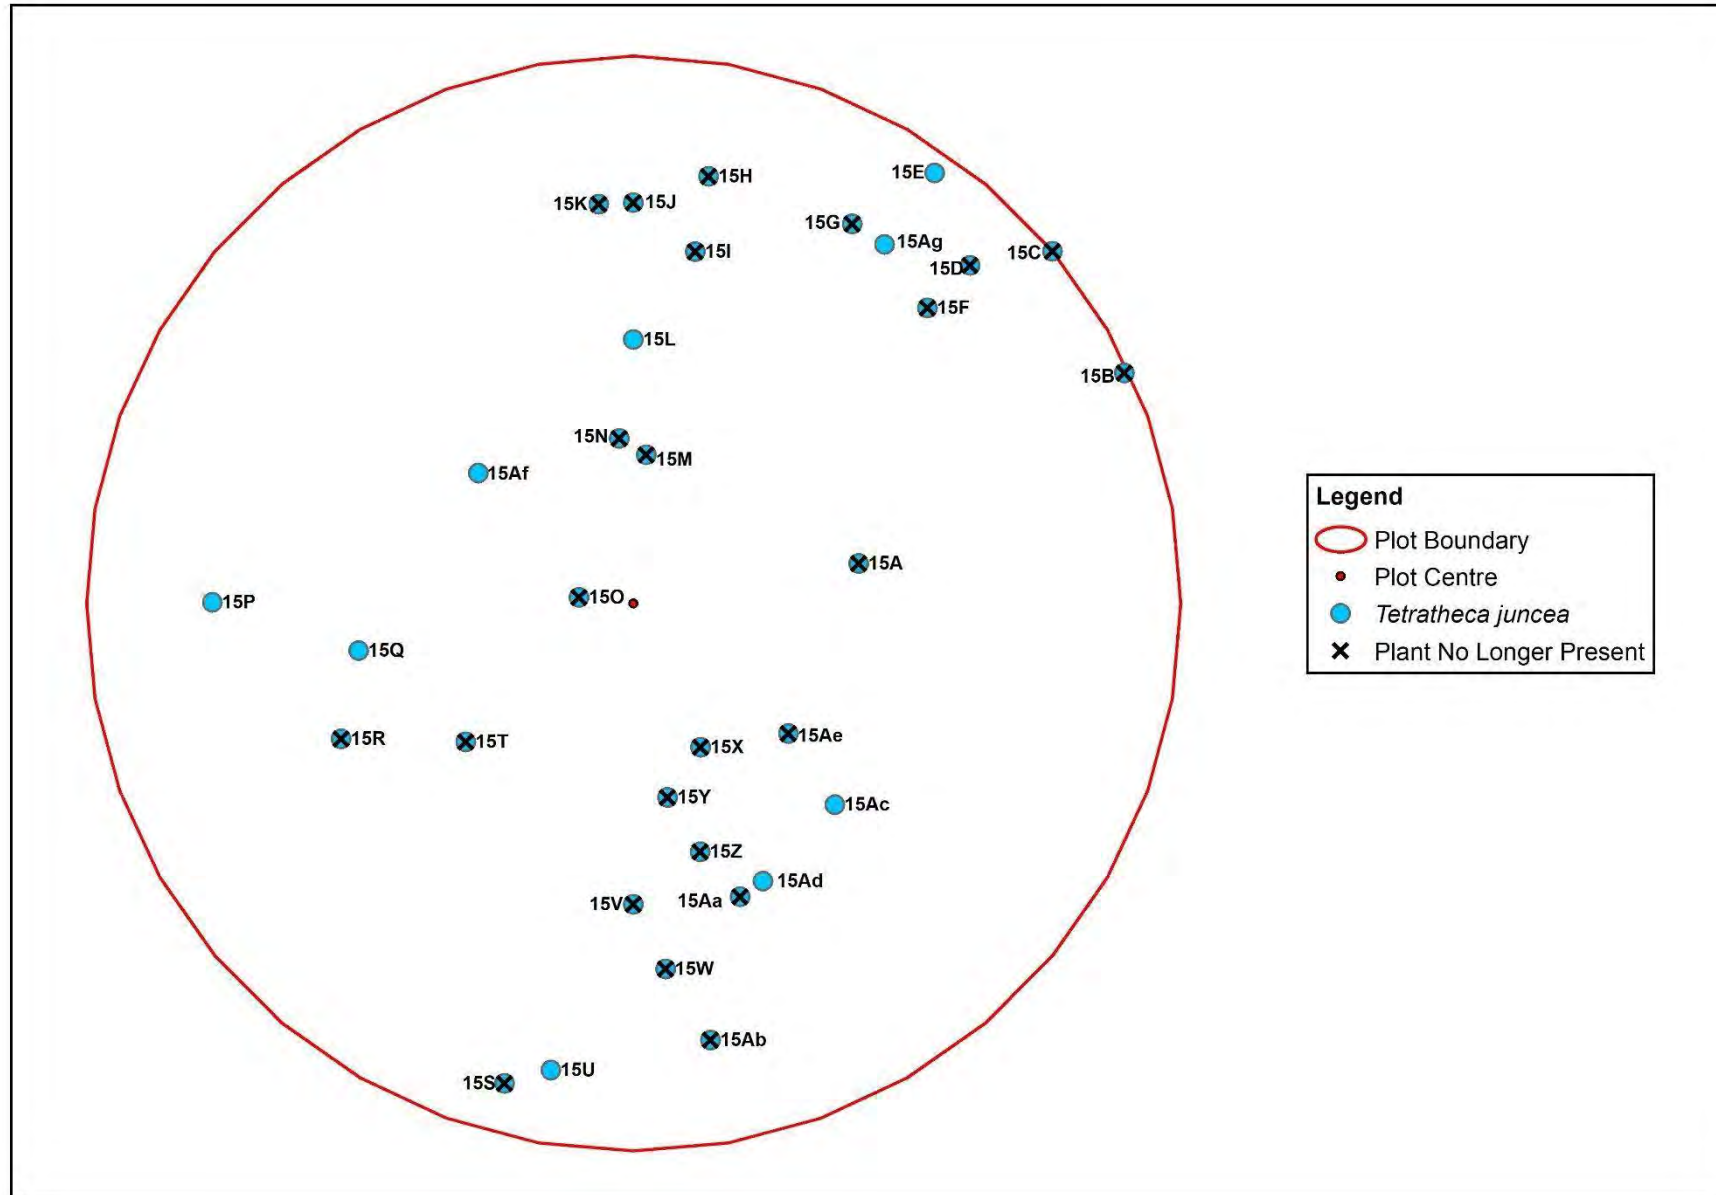 15H
15E
15K
15J
15G
15Ag
15I
15C
15D
15F
15L
15B
15N
15M
15Af
15A
15O
15P
15Q
15R
15T
15X
15Ae
15Y
15Ac
15Z
15Ad
15Aa
15V
15W
15Ab
15U
15S
Legend
Plot Boundary
Plot Centre
Tetratheca juncea
Plant No Longer Present